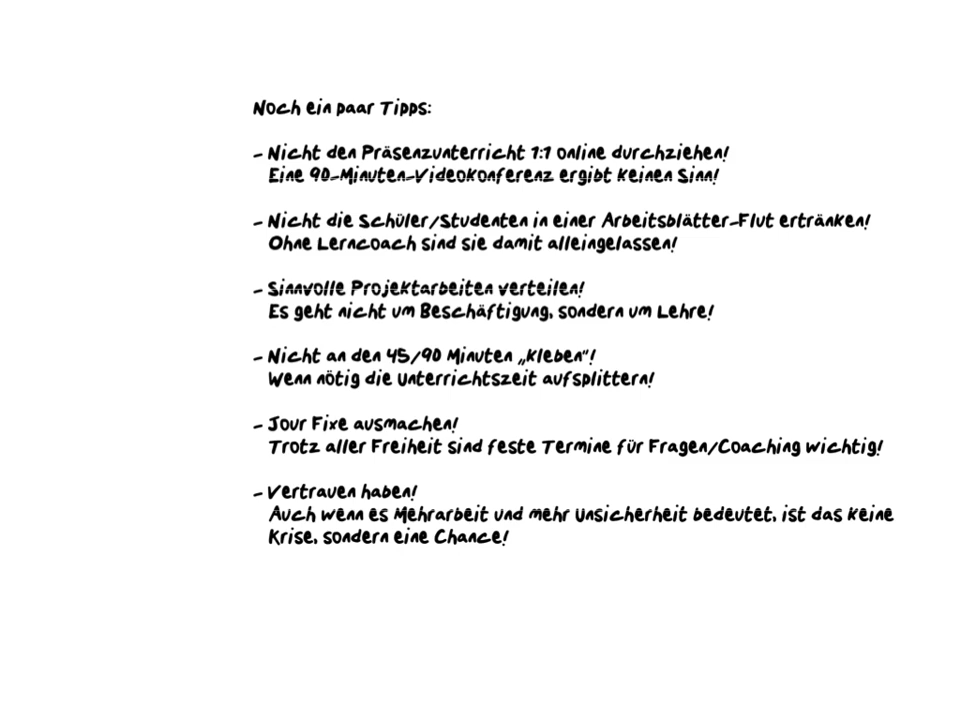 Noch ein paar Tipps:
- Nicht den Präsenzunterricht 1:1 online durchziehen!
Eine 90-Minuten-Videokonferenz ergibt keinen Sinn!
- Nicht die Schüler/Studenten in einer Arbeitsblätter-Flut ertränken!
Ohne Lerncoach sind sie damit alleingelassen!
- Sinnvolle Projektarbeiten verteilen!
Es geht nicht um Beschäftigung, sondern um Lehre!
- Nicht an den 45/90 Minuten „kleben“!
Wenn nötig die Unterrichtszeit aufsplittern!
- Jour Fixe ausmachen!
Trotz aller Freiheit sind feste Termine für Fragen/Coaching wichtig!
- Vertrauen haben!
Auch wenn es Mehrarbeit und mehr Unsicherheit bedeutet, ist das keine
Krise, sondern eine Chance!